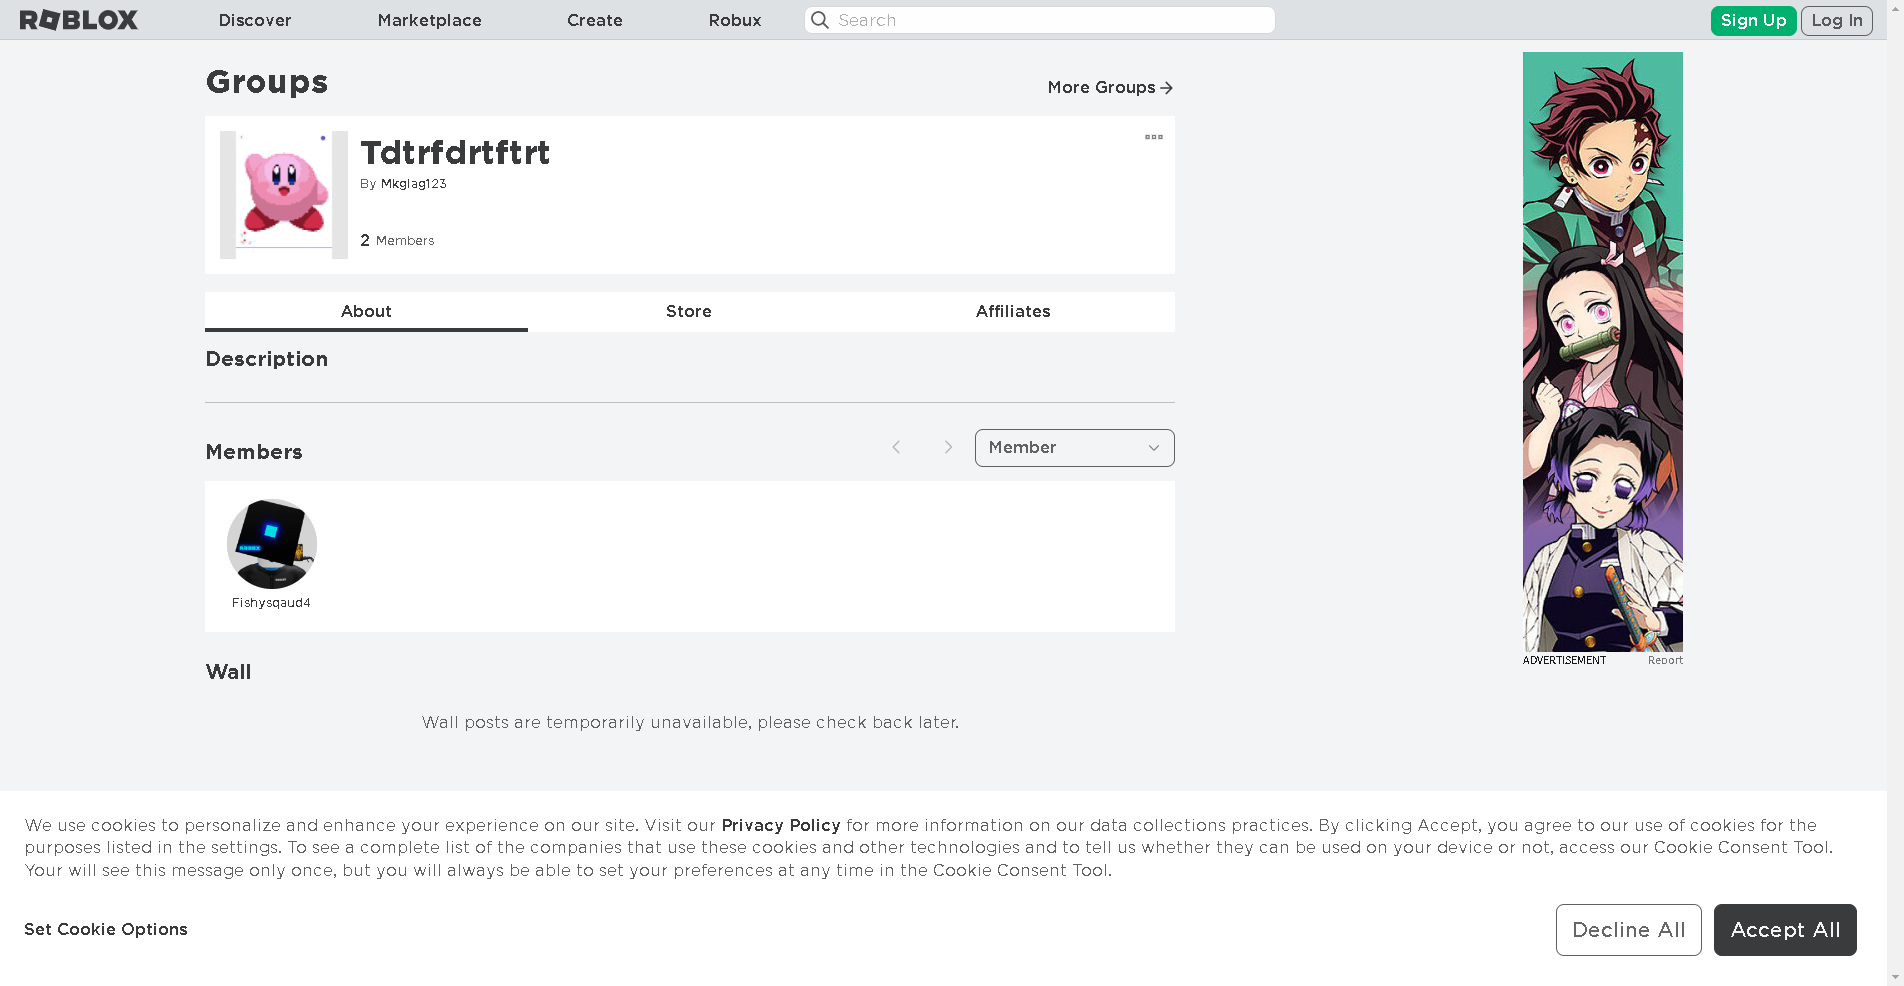 ROBLOX Discover Marketplace Create Robux Search Sign Up Log In
Groups
More Groups
Tdtrfdrtftrt
By Mkglag123
2 Members
About Store Affiliates
Description
Members
Member
Fishysqaud4
Wall
Wall posts are temporarily unavailable, please check back later.
ADVERTISEMENT Report
We use cookies to personalize and enhance your experience on our site. Visit our Privacy Policy for more information on our data collections practices. By clicking Accept, you agree to our use of cookies for the
purposes listed in the settings. To see a complete list of the companies that use these cookies and other technologies and to tell us whether they can be used on your device or not, access our Cookie Consent Tool.
Your will see this message only once, but you will always be able to set your preferences at any time in the Cookie Consent Tool.
Set Cookie Options
Decline All
Accept All